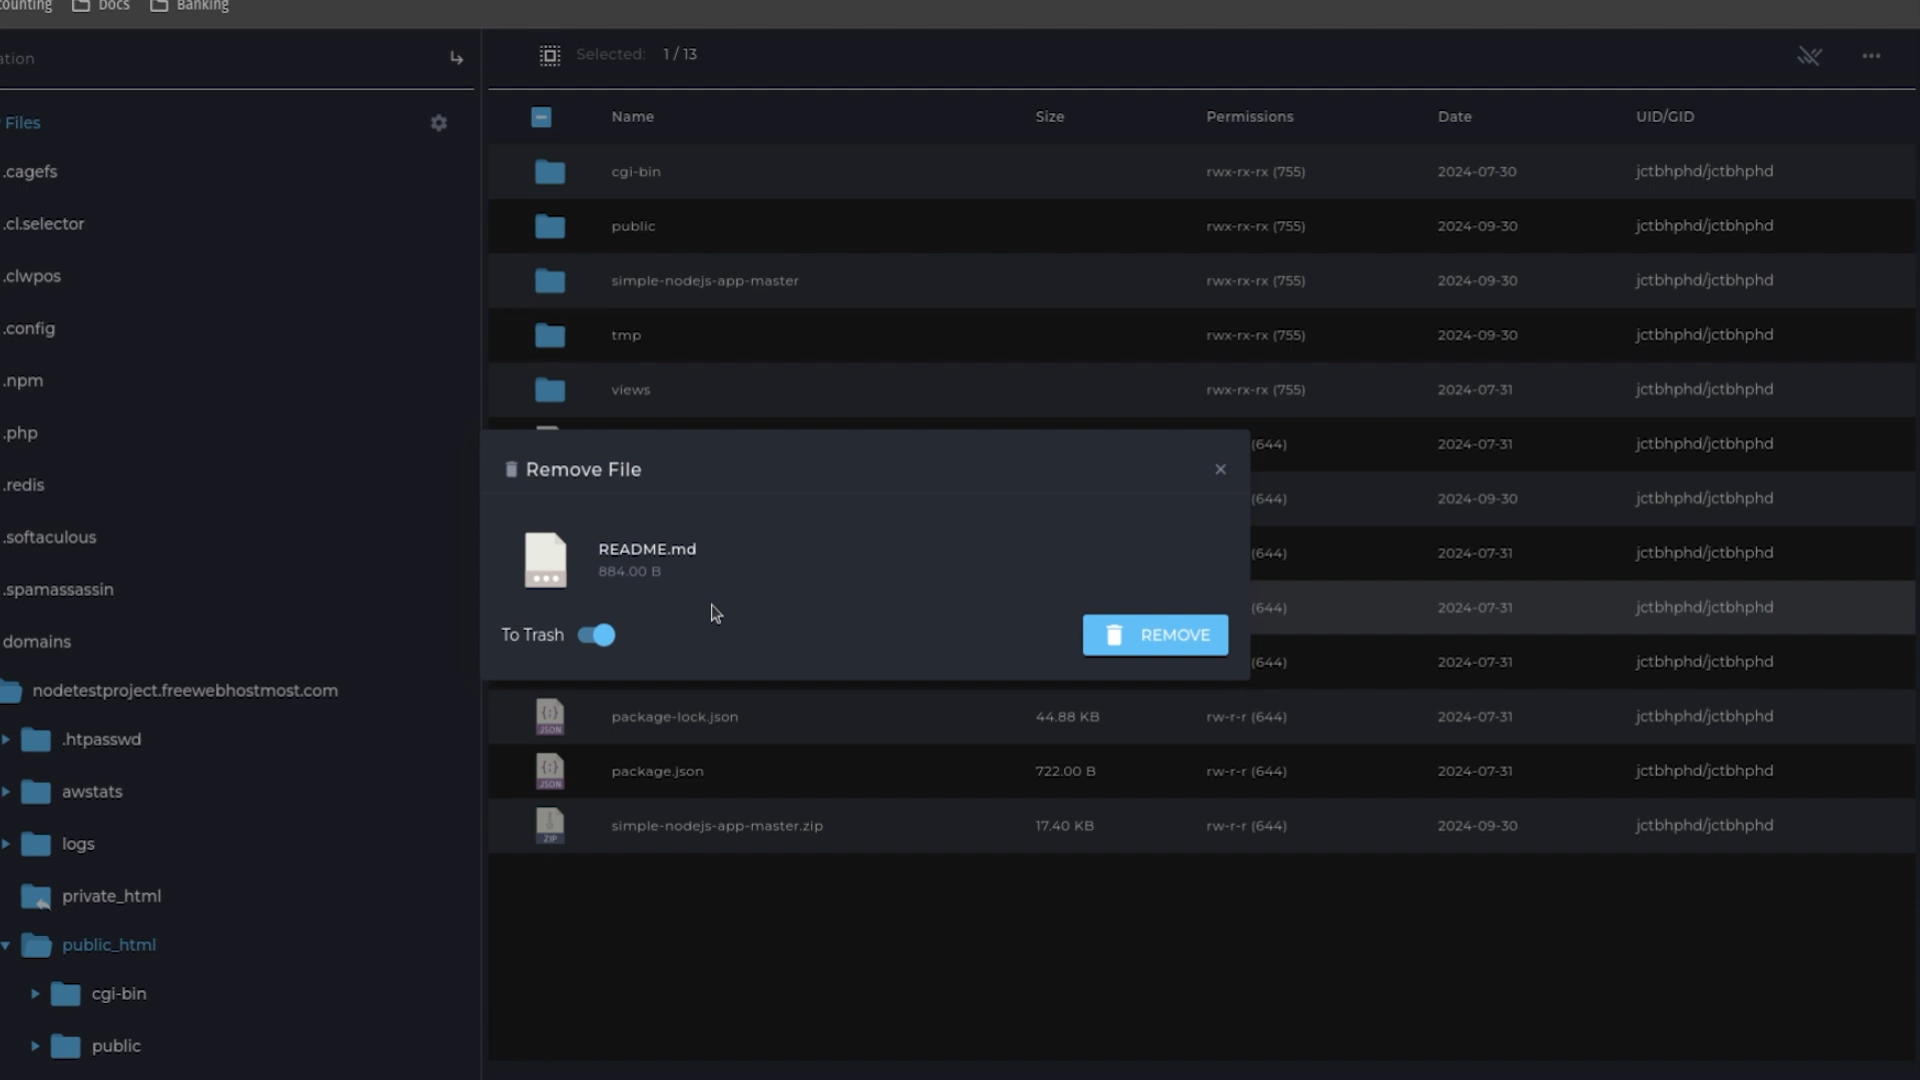 Docs
Banking
Selected: 1 / 13
Files
Name Size Permissions Date UID/GID
.cagefs
cgi-bin rwx-rx-rx (755) 2024-07-30 jctbhphd/jctbhphd
.cl.selector
public rwx-rx-rx (755) 2024-09-30 jctbhphd/jctbhphd
.clwpos
simple-nodejs-app-master rwx-rx-rx (755) 2024-09-30 jctbhphd/jctbhphd
.config
tmp rwx-rx-rx (755) 2024-09-30 jctbhphd/jctbhphd
.npm
views rwx-rx-rx (755) 2024-07-31 jctbhphd/jctbhphd
.php
(644) 2024-07-31 jctbhphd/jctbhphd
Remove File
.redis
(644) 2024-09-30 jctbhphd/jctbhphd
.softaculous
README.md
(644) 2024-07-31 jctbhphd/jctbhphd
884.00 B
.spamassassin
(644) 2024-07-31 jctbhphd/jctbhphd
To Trash REMOVE
domains
(644) 2024-07-31 jctbhphd/jctbhphd
nodetestproject.freewebhostmost.com
{:} JSON package-lock.json 44.88 KB rw-r-r (644) 2024-07-31 jctbhphd/jctbhphd
.htpasswd
{:} JSON package.json 722.00 B rw-r-r (644) 2024-07-31 jctbhphd/jctbhphd
awstats
ZIP simple-nodejs-app-master.zip 17.40 KB rw-r-r (644) 2024-09-30 jctbhphd/jctbhphd
logs
private_html
public_html
cgi-bin
public